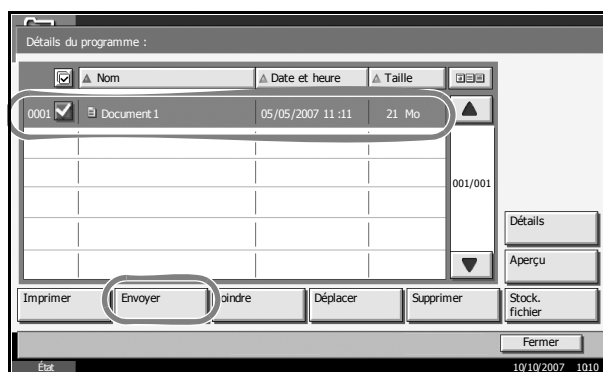 Détails du programme :
Nom Date et heure Taille
0001 Document 1 05/05/2007 11 :11 21 Mo
001/001
Détails
Aperçu
Imprimer Envoyer oindre Déplacer Supprimer Stock. fichier
Fermer
État 10/10/2007 10:10